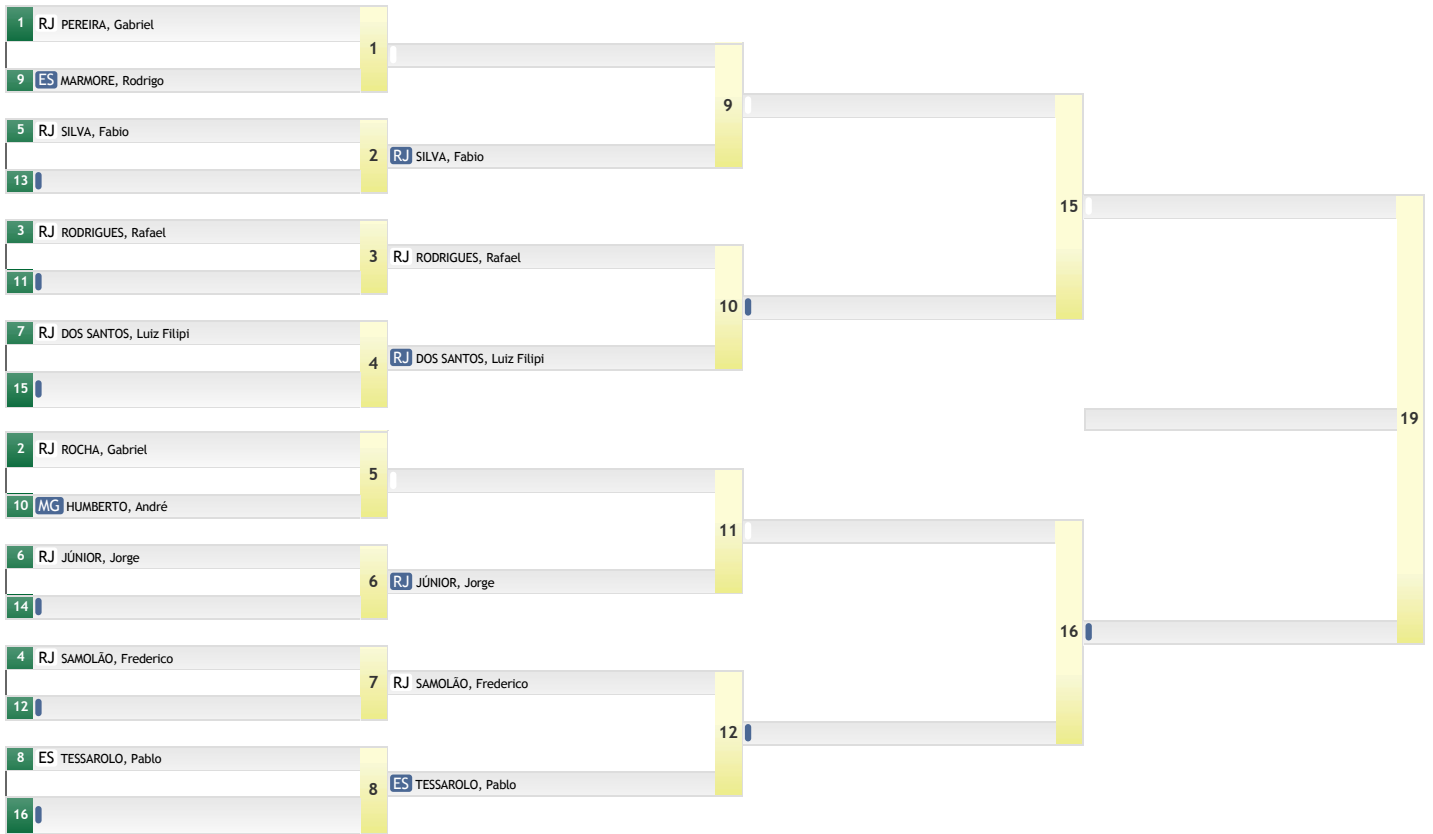 1 RJ PEREIRA, Gabriel
1
9 ES MARMORE, Rodrigo
5 RJ SILVA, Fabio
2 RJ SILVA, Fabio
13
9
3 RJ RODRIGUES, Rafael
3 RJ RODRIGUES, Rafael
11
10
7 RJ DOS SANTOS, Luiz Filipi
4 RJ DOS SANTOS, Luiz Filipi
15
15
2 RJ ROCHA, Gabriel
5
10 MG HUMBERTO, André
11
6 RJ JÚNIOR, Jorge
6 RJ JÚNIOR, Jorge
14
16
4 RJ SAMOLÃO, Frederico
7 RJ SAMOLÃO, Frederico
12
12
8 ES TESSAROLO, Pablo
8 ES TESSAROLO, Pablo
16
19